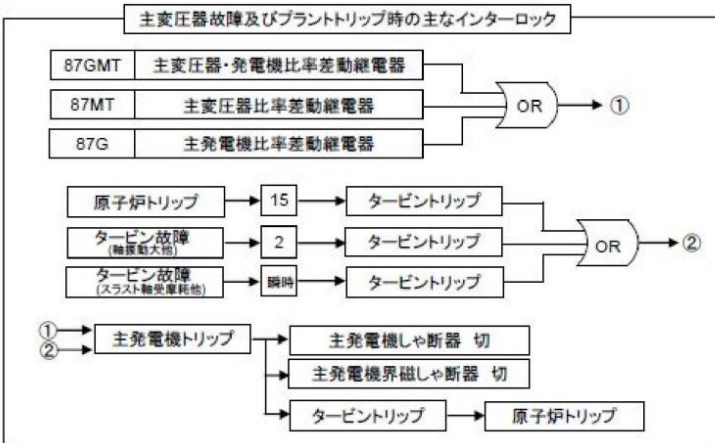 主変圧器故障及びプラントトリップ時の主なインターロック
87GMT 主変圧器・発電機比率差動継電器
87MT 主変圧器比率差動継電器
OR ①
87G 主発電機比率差動継電器
原子炉トリップ 15 タービントリップ
タービン故障
(軸振動大他)
2 タービントリップ
OR ②
タービン故障
(スラスト軸受摩耗他)
瞬時 タービントリップ
①
②
主発電機トリップ 主発電機しゃ断器 切
主発電機界磁しゃ断器 切
タービントリップ 原子炉トリップ